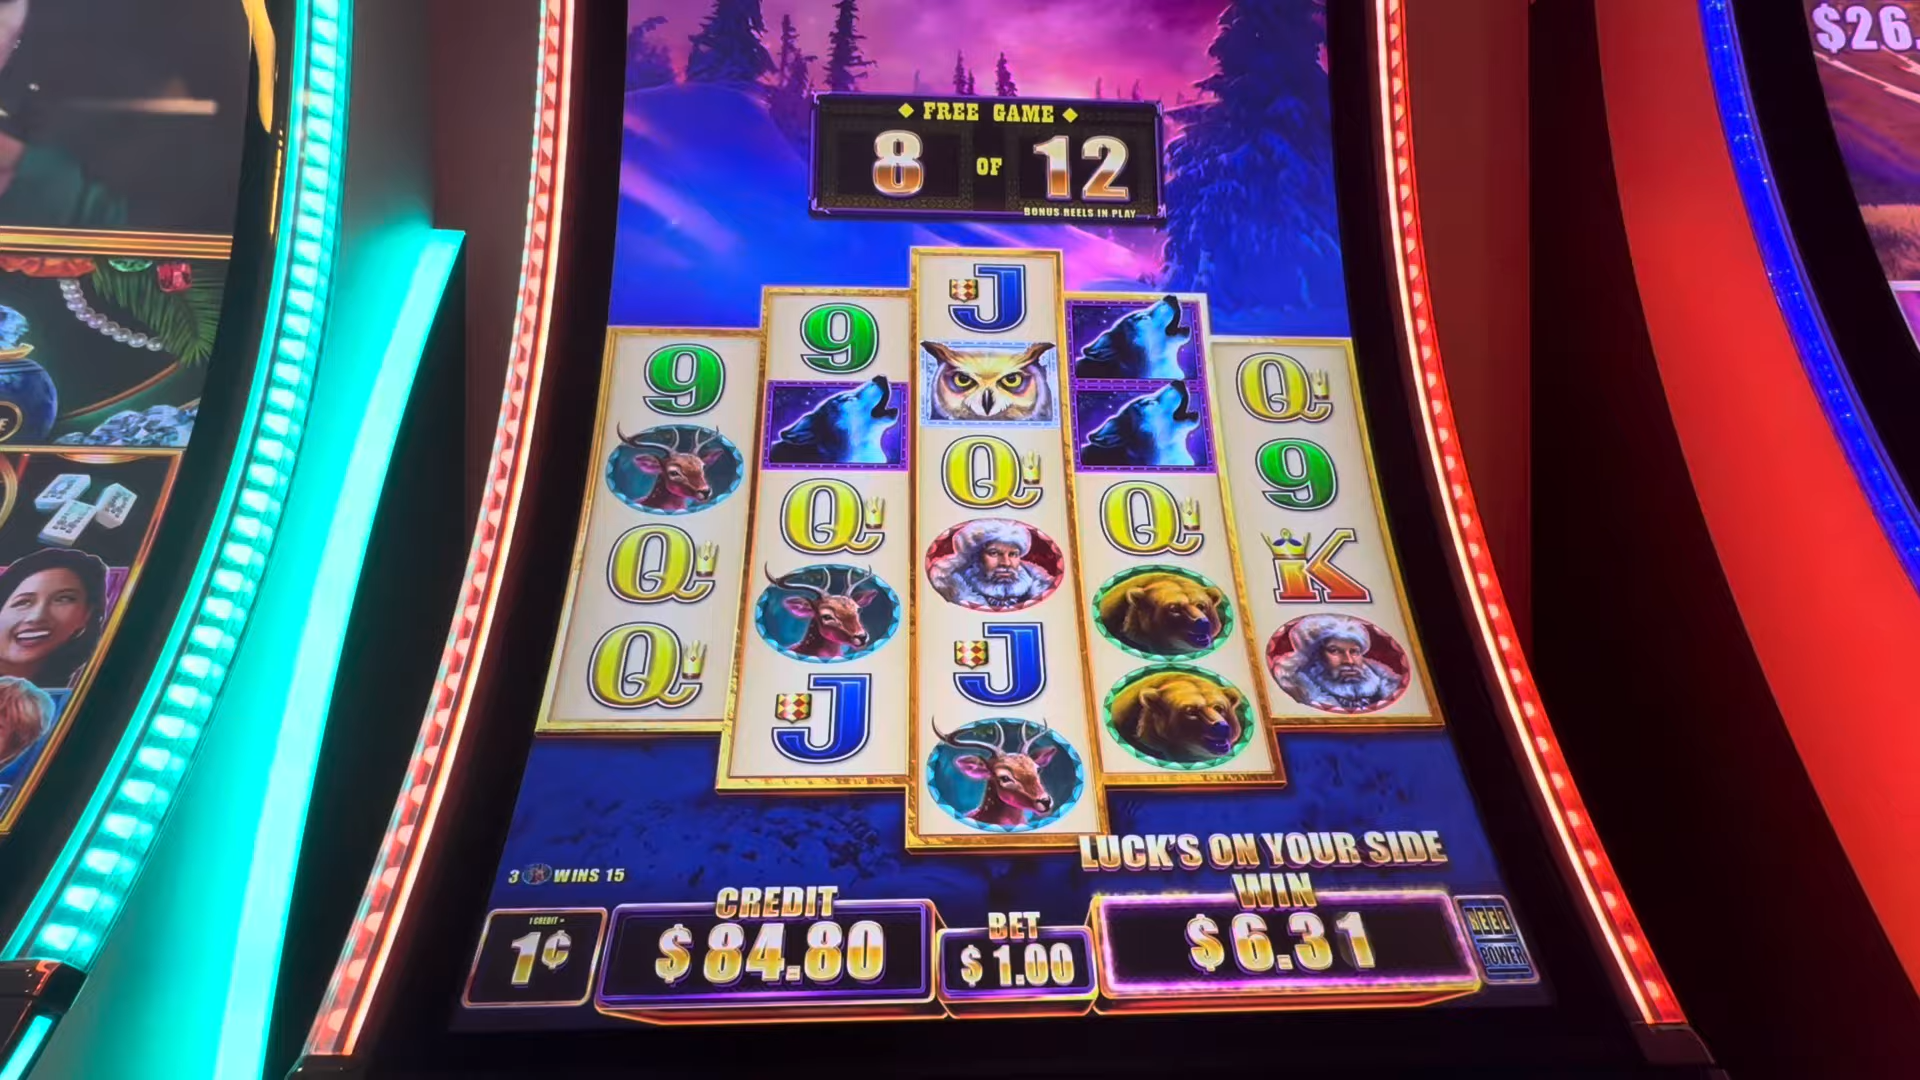 $26.
◆ FREE GAME ◆
8 OF 12
BONUS REELS IN PLAY
J
9
9
Q
Q
9
Q
Q
Q
K
Q
J
J
3 WINS 15
LUCK'S ON YOUR SIDE
1 CREDIT =
1¢
CREDIT
$84.80
BET
$1.00
WIN
$6.31
REEL
POWER